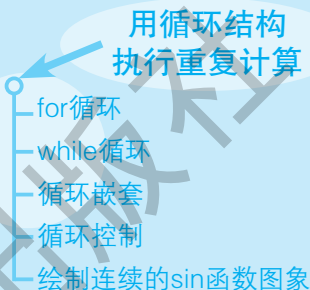 用循环结构
执行重复计算
for循环
while循环
循环嵌套
循环控制
绘制连续的sin函数图象
版社